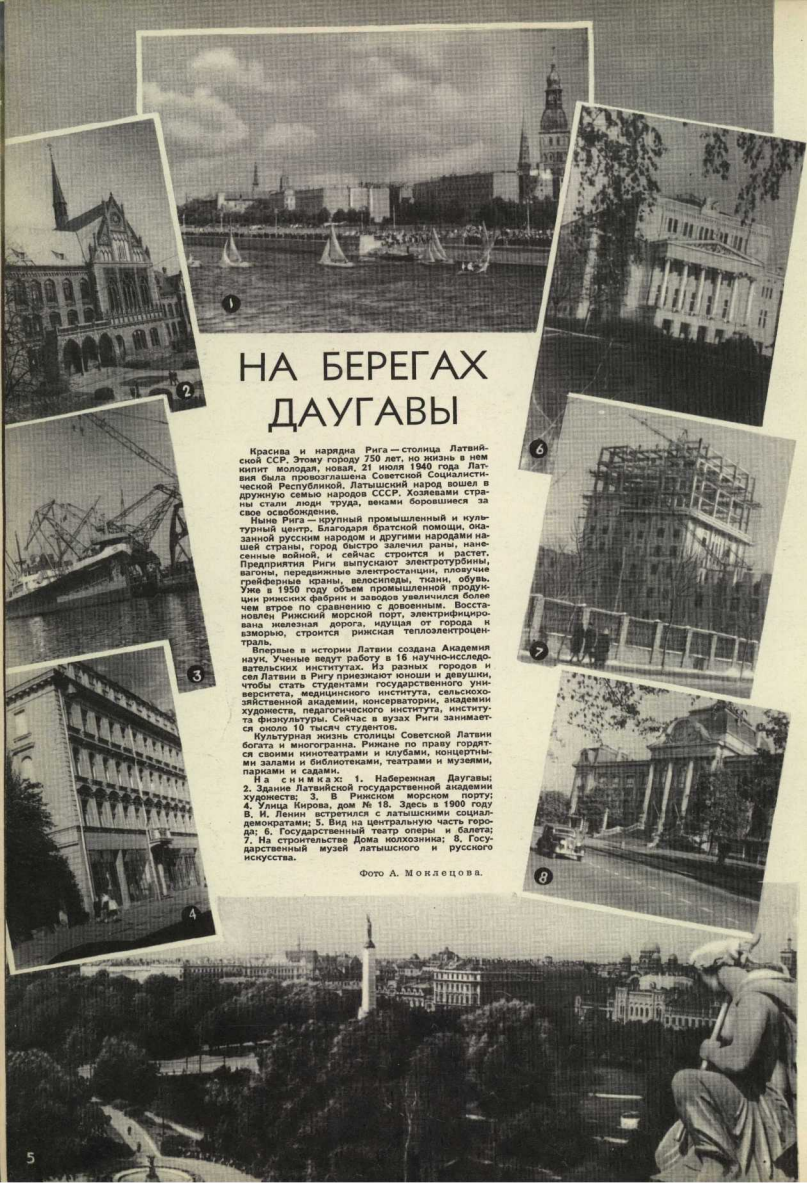 НА БЕРЕГАХ
ДАУГАВЫ
Красива и нарядна Рига — столица Латвий-
ской ССР. Этому городу 750 лет, но жизнь в нем
кипит молодая, новая. 21 июля 1940 года Лат-
вия была провозглашена Советской Социалисти-
ческой Республикой. Латышский народ вошел в
дружную семью народов СССР. Хозяевами стра-
ны стали люди труда, веками боровшиеся за
свое освобождение.
Ныне Рига — крупный промышленный и куль-
турный центр. Благодаря братской помощи, ока-
занной русским народом и другими народами на-
шей страны, город быстро залечил раны, нане-
сенные войной, и сейчас строится и растет.
Предприятия Риги выпускают электротурбины,
вагоны, передвижные электростанции, пловучие
грейферные краны, велосипеды, ткани, обувь.
Уже в 1950 году объем промышленной продук-
ции рижских фабрик и заводов увеличился более
чем втрое по сравнению с довоенным. Восста-
новлен Рижский морской порт, электрифициро-
вана железная дорога, идущая от города к
взморью, строится рижская теплоэлектроцен-
траль.
Впервые в истории Латвии создана Академия
наук. Ученые ведут работу в 16 научно-исследо-
вательских институтах. Из разных городов и
сел Латвии в Ригу приезжают юноши и девушки,
чтобы стать студентами государственного уни-
верситета, медицинского института, сельскохо-
зяйственной академии, консерватории, академии
художеств, педагогического института, институ-
та физкультуры. Сейчас в вузах Риги занимает-
ся около 10 тысяч студентов.
Культурная жизнь столицы Советской Латвии
богата и многогранна. Рижане по праву гордят-
ся своими кинотеатрами и клубами, концертны-
ми залами и библиотеками, театрами и музеями,
парками и садами.
На снимках: 1. Набережная Даугавы;
2. Здание Латвийской государственной академии
художеств; 3. В Рижском морском порту;
4. Улица Кирова, дом № 18. Здесь в 1900 году
В. И. Ленин встретился с латышскими социал-
демократами; 5. Вид на центральную часть горо-
да; 6. Государственный театр оперы и балета;
7. На строительстве Дома колхозника; 8. Госу-
дарственный музей латышского и русского
искусства.
Фото А. Моклецова.
1
2
3
4
5
6
7
8